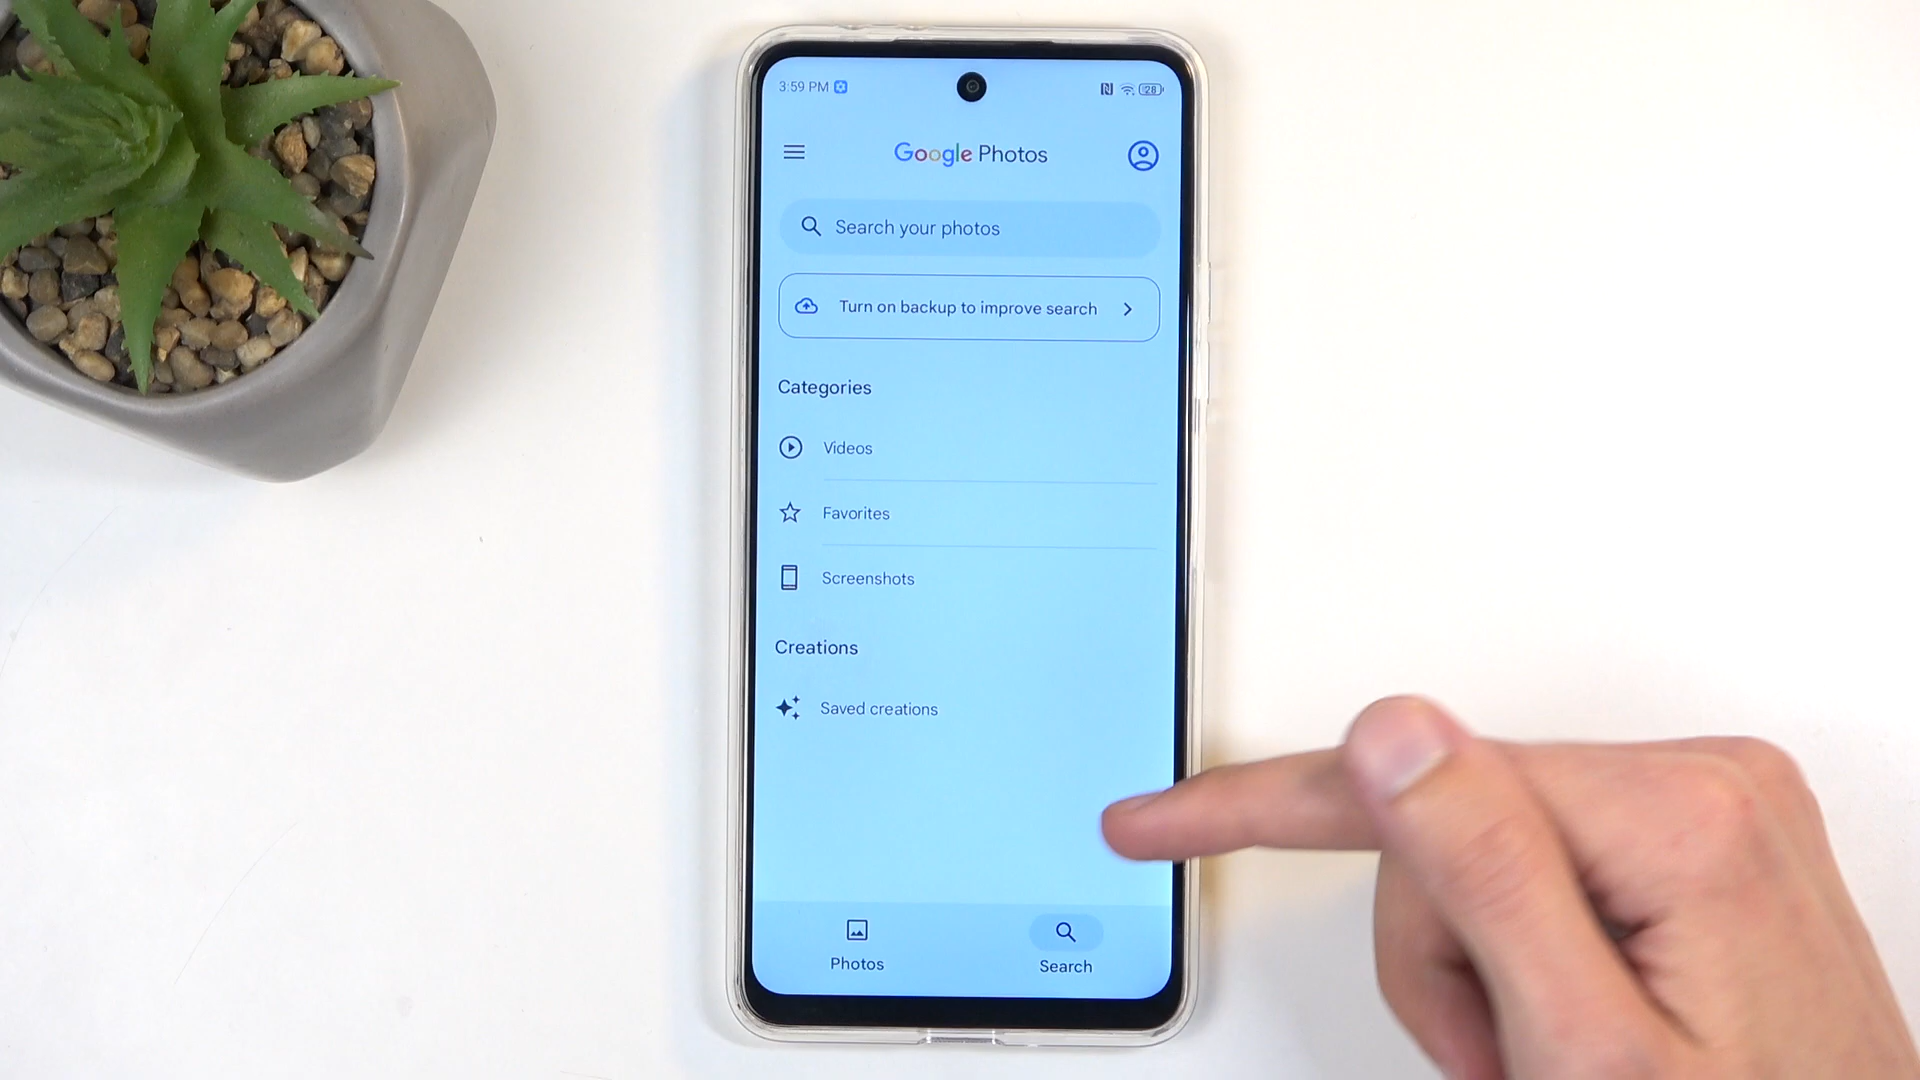 3:59 PM
28
Google Photos
Search your photos
Turn on backup to improve search
Categories
Videos
Favorites
Screenshots
Creations
Saved creations
Photos
Search